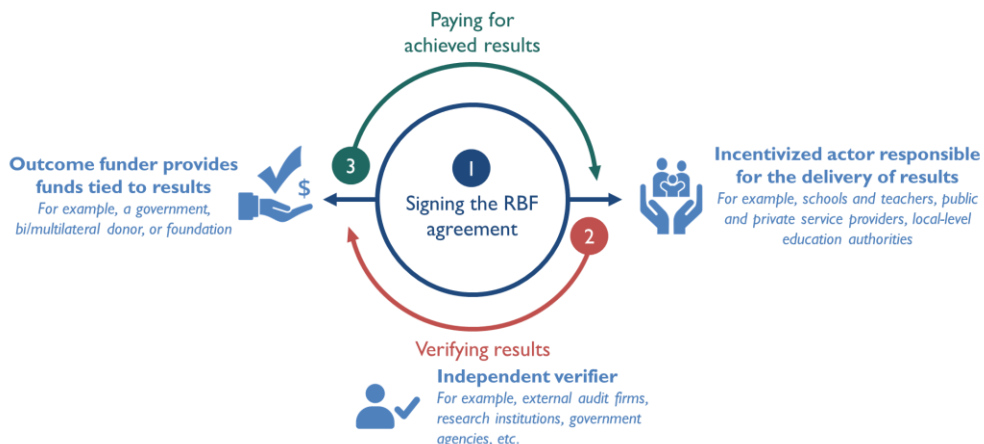 Paying for
achieved results
3
1
Signing the RBF
agreement
2
Outcome funder provides
funds tied to results
For example, a government,
bi/multilateral donor, or foundation
$
Incentivized actor responsible
for the delivery of results
For example, schools and teachers, public
and private service providers, local-level
education authorities
Verifying results
Independent verifier
For example, external audit firms,
research institutions, government
agencies, etc.